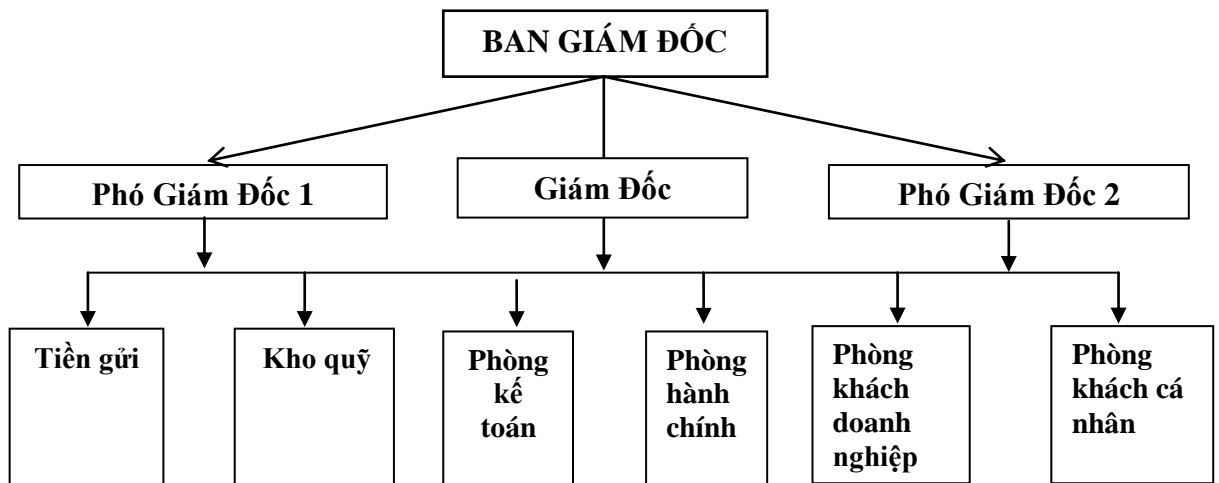 BAN GIÁM ĐỐC
Phó Giám Đốc 1
Giám Đốc
Phó Giám Đốc 2
Tiền gửi
Kho quỹ
Phòng
kế
toán
Phòng
hành
chính
Phòng
khách
doanh
nghiệp
Phòng
khách cá
nhân